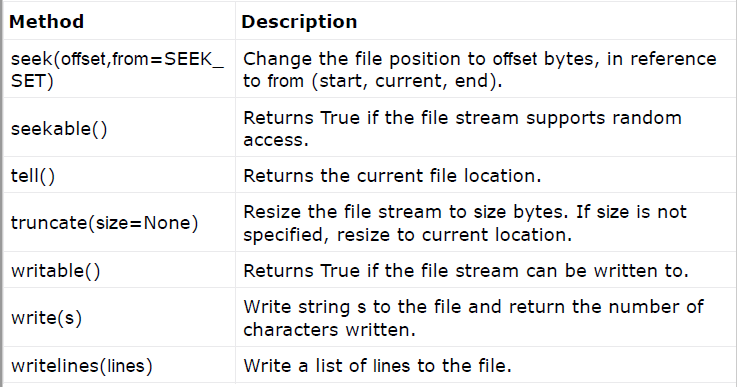 Method Description
seek(offset,from=SEEK_
SET)
Change the file position to offset bytes, in reference
to from (start, current, end).
seekable()
Returns True if the file stream supports random
access.
tell()
Returns the current file location.
truncate(size=None)
Resize the file stream to size bytes. If size is not
specified, resize to current location.
writable()
Returns True if the file stream can be written to.
write(s)
Write string s to the file and return the number of
characters written.
writelines(lines)
Write a list of lines to the file.